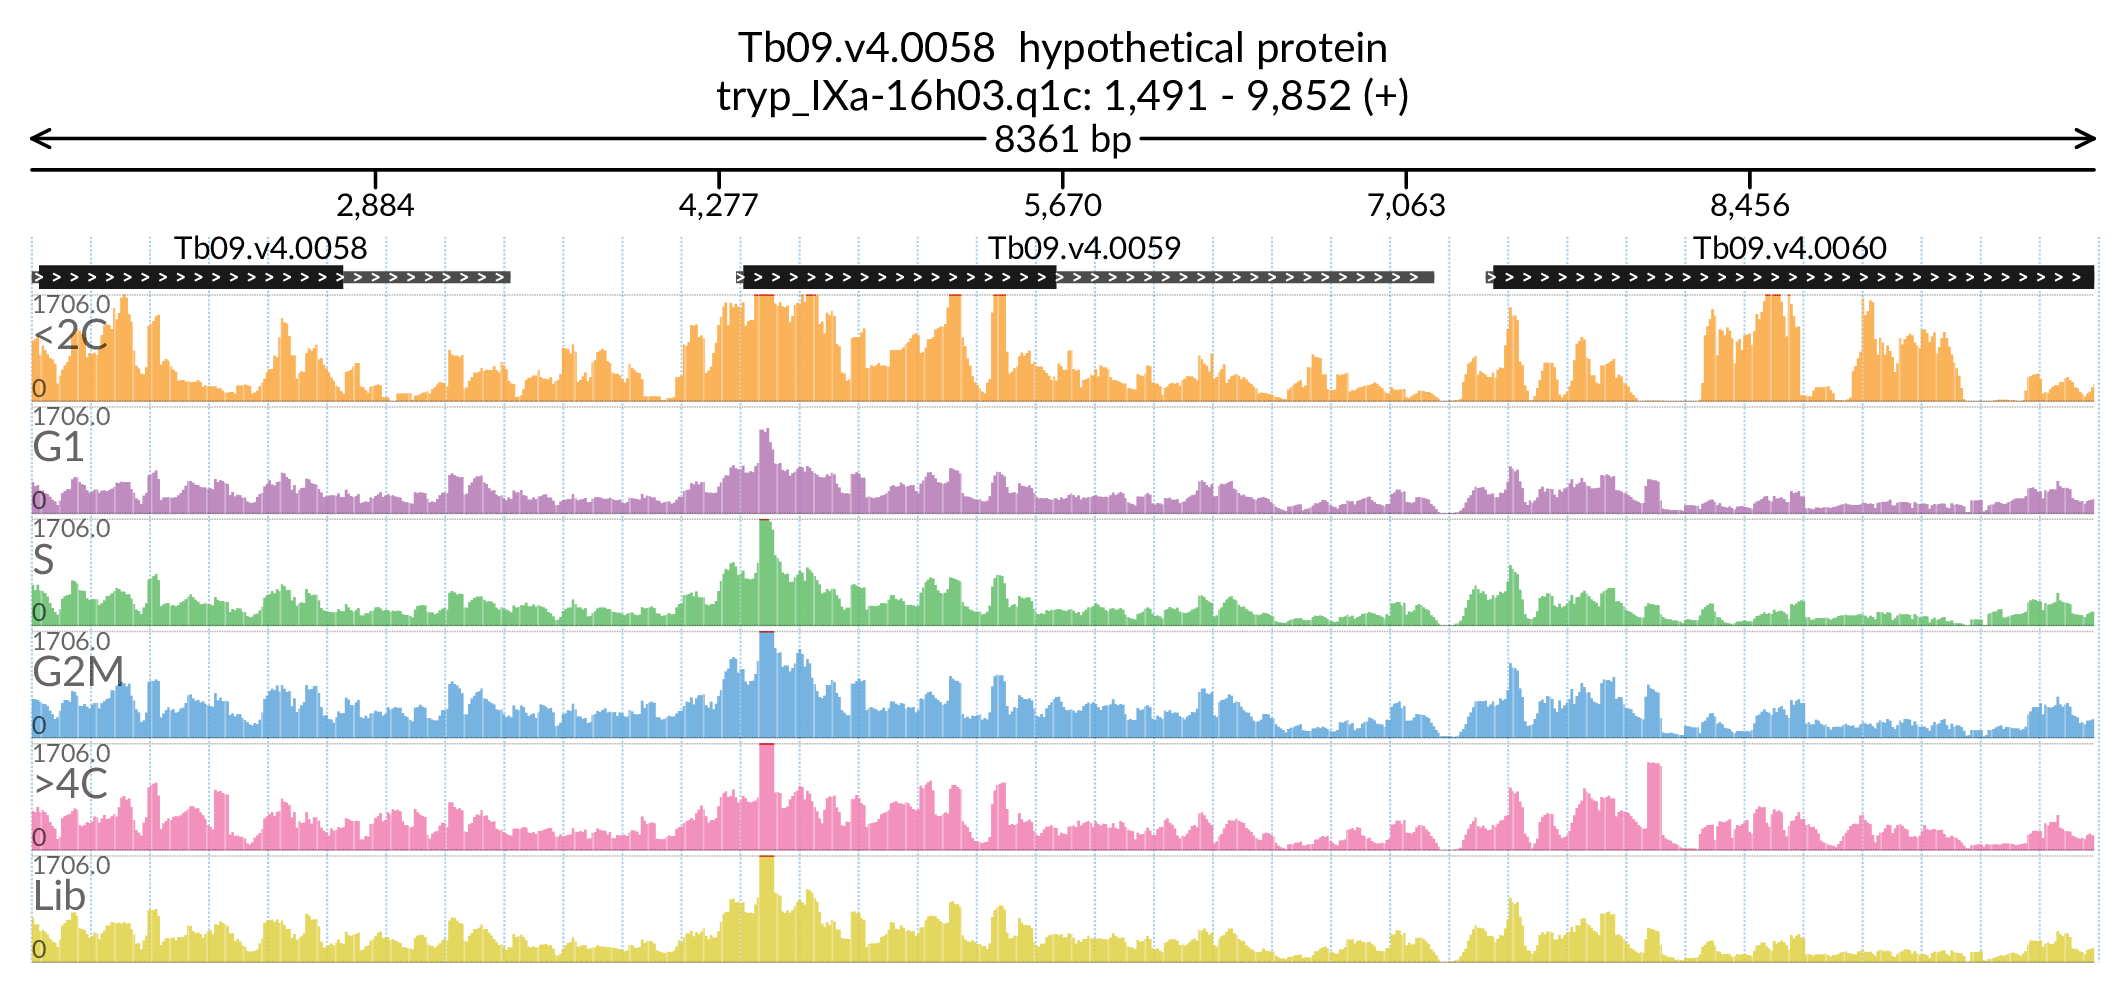 Tb09.v4.0058 hypothetical protein
tryp_IXa-16h03.q1c: 1,491 - 9,852 (+)
8361 bp
2,884 4,277 5,670 7,063 8,456
Tb09.v4.0058 Tb09.v4.0059 Tb09.v4.0060
1706.0
<2C
0
1706.0
G1
0
1706.0
S
0
1706.0
G2M
0
1706.0
>4C
0
1706.0
Lib
0